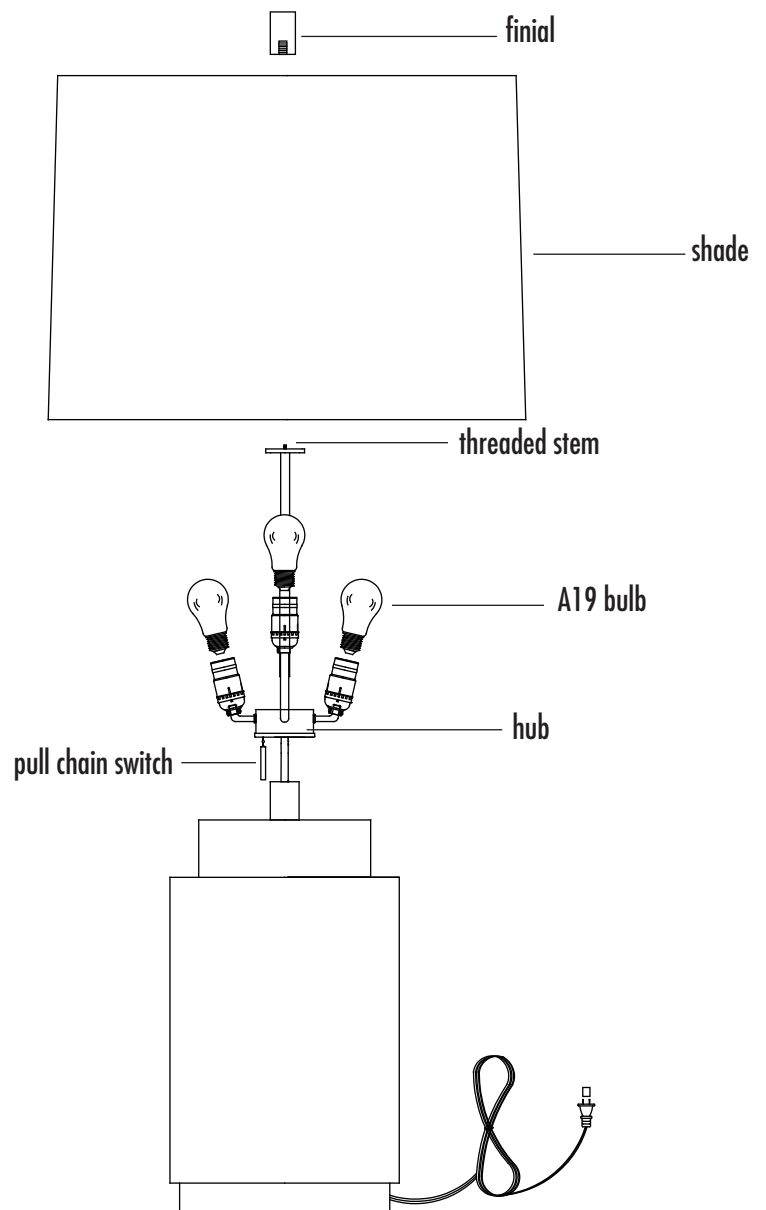 finial
shade
threaded stem
A19 bulb
hub
pull chain switch